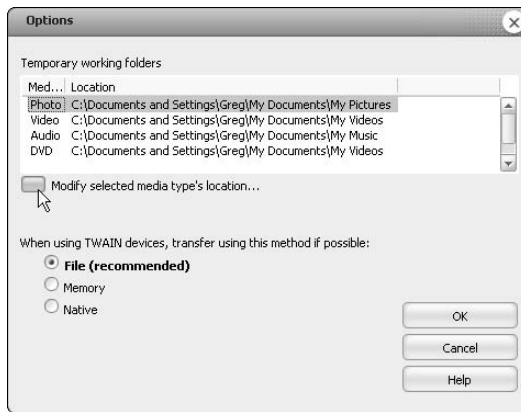 Options
Temporary working folders
Med... Location
Photo C:\Documents and Settings\Greg\My Documents\My Pictures
Video C:\Documents and Settings\Greg\My Documents\My Videos
Audio C:\Documents and Settings\Greg\My Documents\My Music
DVD C:\Documents and Settings\Greg\My Documents\My Videos
Modify selected media type's location...
When using TWAIN devices, transfer using this method if possible:
File (recommended)
Memory
Native
OK
Cancel
Help